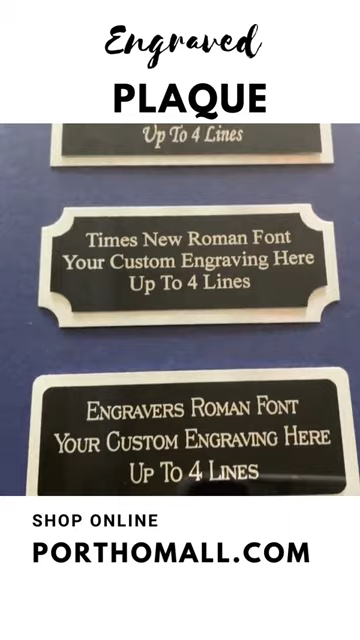 Engraved
PLAQUE
Up To 4 Lines
Times New Roman Font
Your Custom Engraving Here
Up To 4 Lines
ENGRAVERS ROMAN FONT
YOUR CUSTOM ENGRAVING HERE
UP TO 4 LINES
SHOP ONLINE
PORTHOMALL.COM